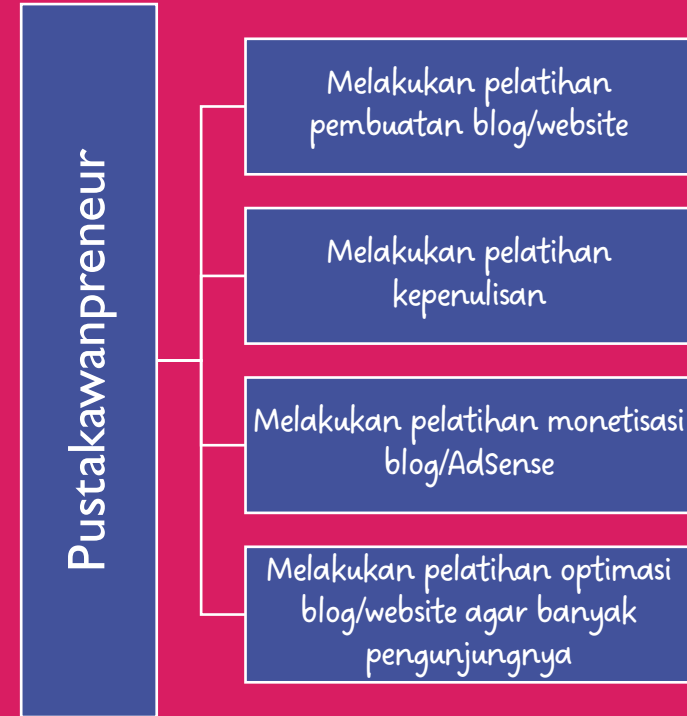 Pustakawanpreneur
Melakukan pelatihan
pembuatan blog/website
Melakukan pelatihan
kepenulisan
Melakukan pelatihan monetisasi
blog/AdSense
Melakukan pelatihan optimasi
blog/website agar banyak
pengunjungnya